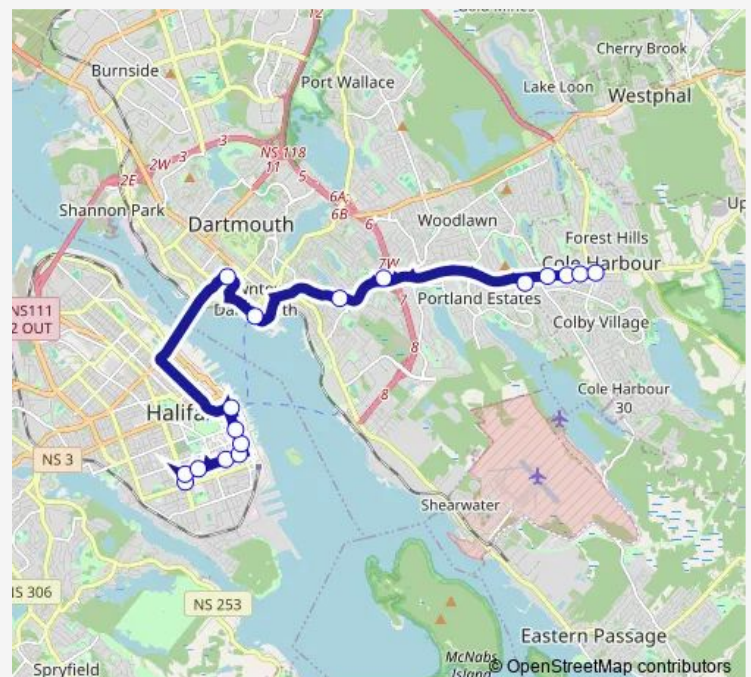 12
Cherry Brook
Burnside
Port Wallace
Lake Loon
Westphal
NS 118
11
3
3
2W
2E
5
6A;
6B
6
Shannon Park
Dartmouth
Woodlawn
Forest Hills
7W
Cole Harbour
Portland Estates
7
NS111
2 OUT
Colby Village
8
Cole Harbour
30
8
NS 3
Shearwater
NS 306
NS 253
Eastern Passage
McNabs
Island
Spryfield
© OpenStreetMap contributors